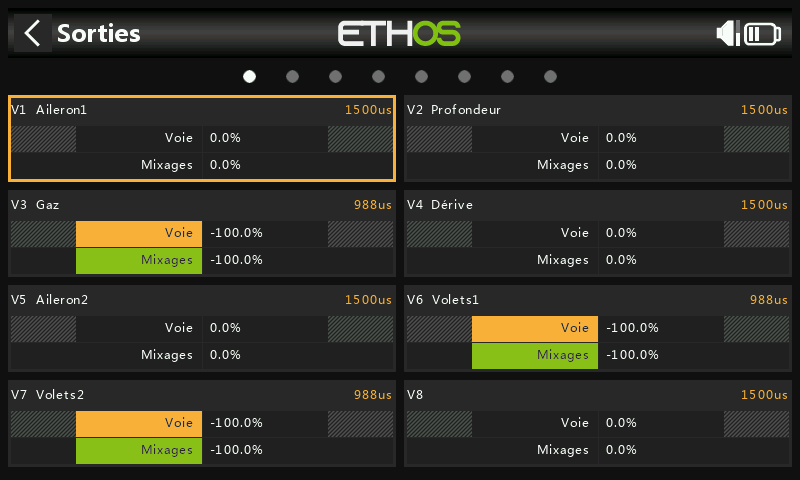 Sorties
ETHOS
V1 Aileron1 1500us
Voie 0.0%
Mixages 0.0%
V2 Profondeur 1500us
Voie 0.0%
Mixages 0.0%
V3 Gaz 988us
Voie -100.0%
Mixages -100.0%
V4 Dérive 1500us
Voie 0.0%
Mixages 0.0%
V5 Aileron2 1500us
Voie 0.0%
Mixages 0.0%
V6 Volets1 988us
Voie -100.0%
Mixages -100.0%
V7 Volets2 988us
Voie -100.0%
Mixages -100.0%
V8 1500us
Voie 0.0%
Mixages 0.0%